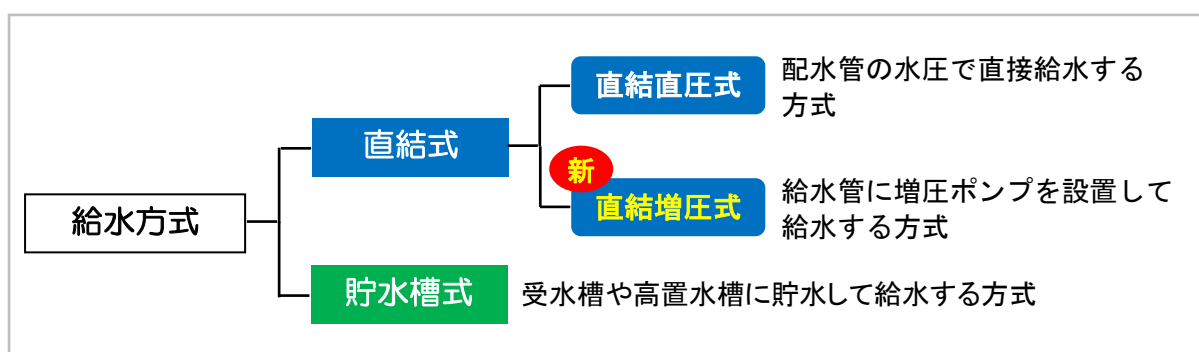 給水方式
直結式
直結直圧式
配水管の水圧で直接給水する
方式
新
直結増圧式
給水管に増圧ポンプを設置して
給水する方式
貯水槽式
受水槽や高置水槽に貯水して給水する方式